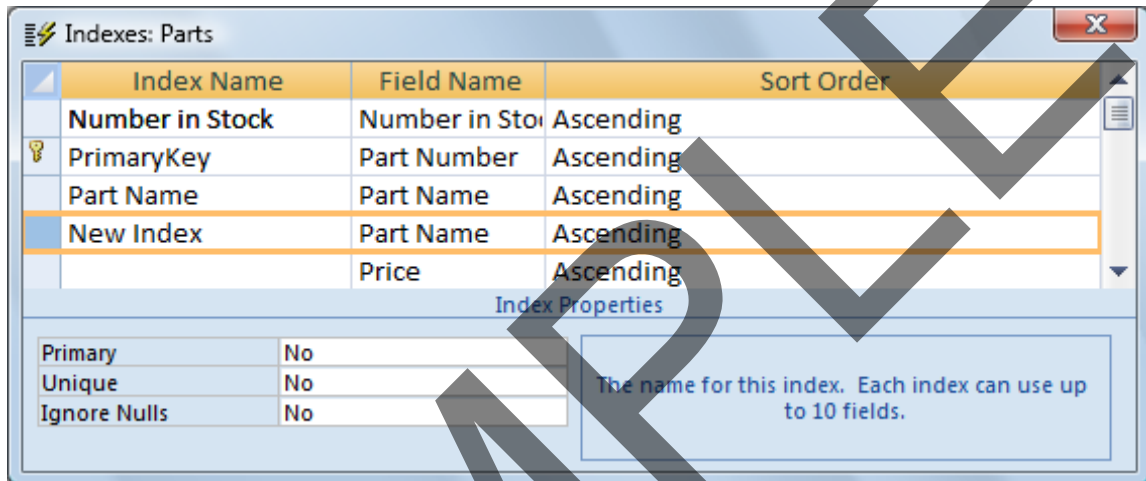 Indexes: Parts
Index Name Field Name Sort Order
Number in Stock Number in Sto Ascending
PrimaryKey Part Number Ascending
Part Name Part Name Ascending
New Index Part Name Ascending
Price Ascending
Index Properties
Primary No
Unique No
Ignore Nulls No
The name for this index. Each index can use up
to 10 fields.
MPLE